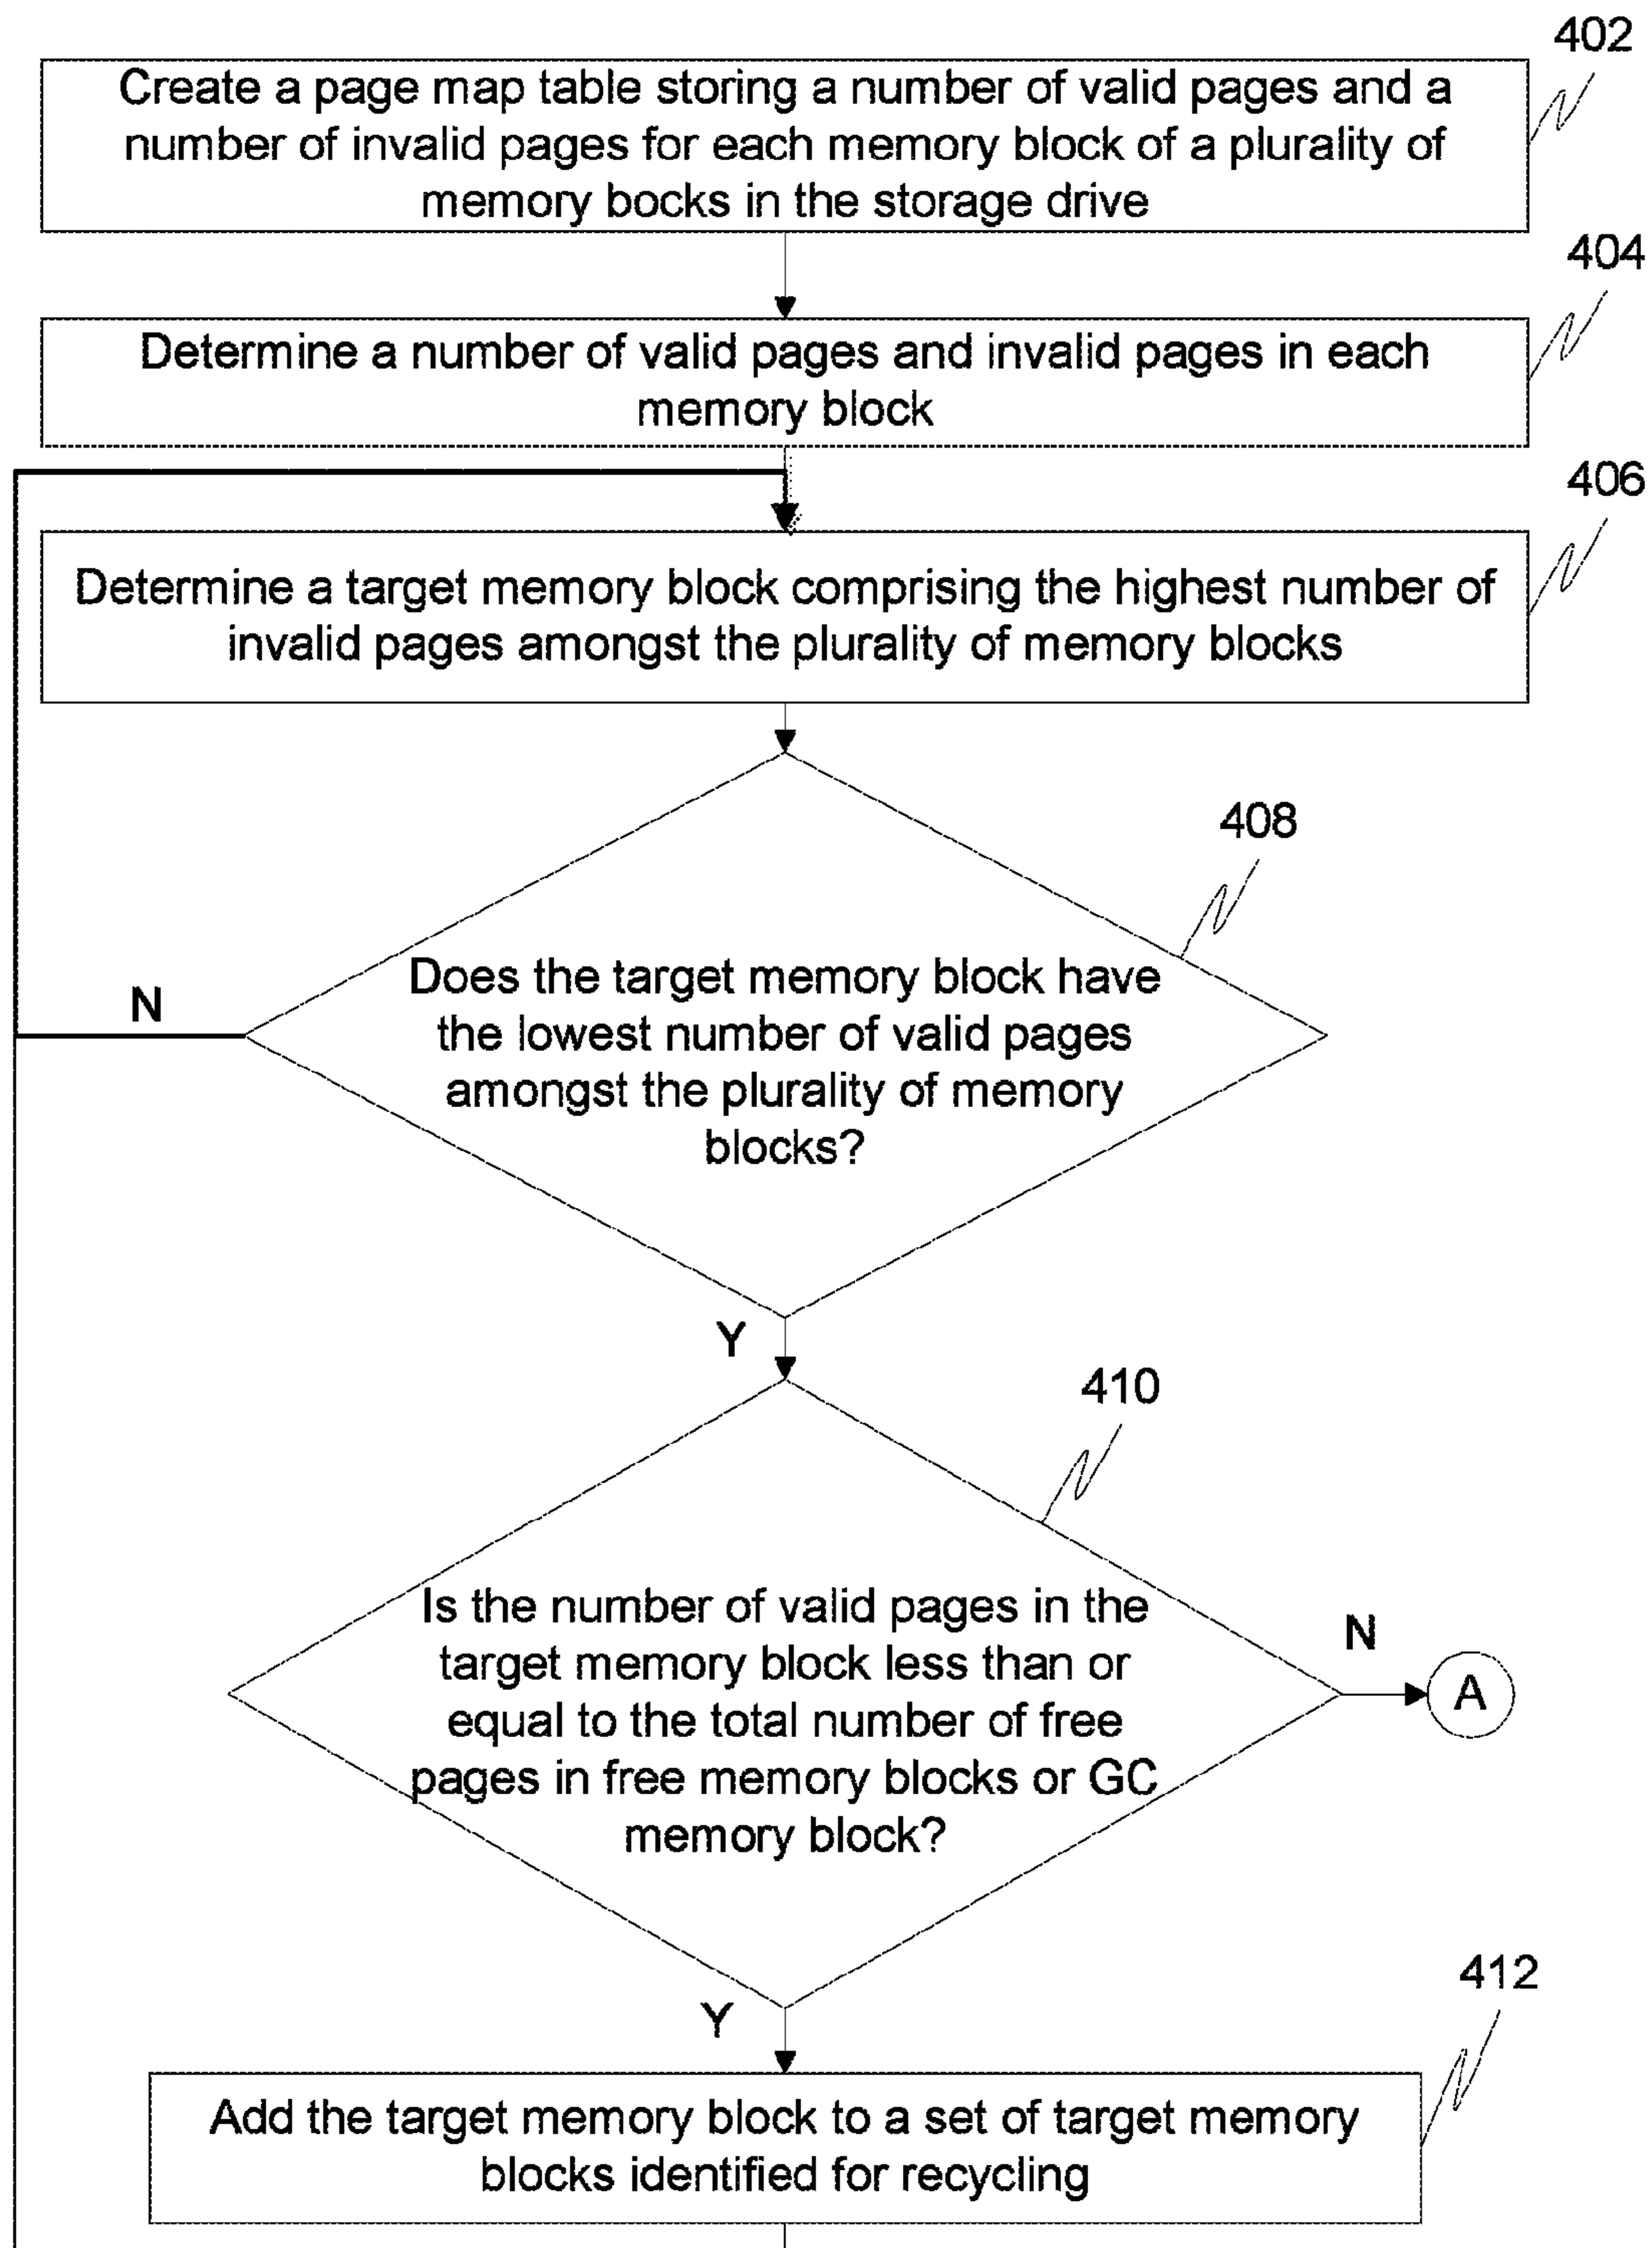 402
Create a page map table storing a number of valid pages and a
number of invalid pages for each memory block of a plurality of
memory bocks in the storage drive
404
Determine a number of valid pages and invalid pages in each
memory block
406
Determine a target memory block comprising the highest number of
invalid pages amongst the plurality of memory blocks
408
Does the target memory block have
the lowest number of valid pages
amongst the plurality of memory
blocks?
N
Y
410
Is the number of valid pages in the
target memory block less than or
equal to the total number of free
pages in free memory blocks or GC
memory block?
N
A
Y
412
Add the target memory block to a set of target memory
blocks identified for recycling